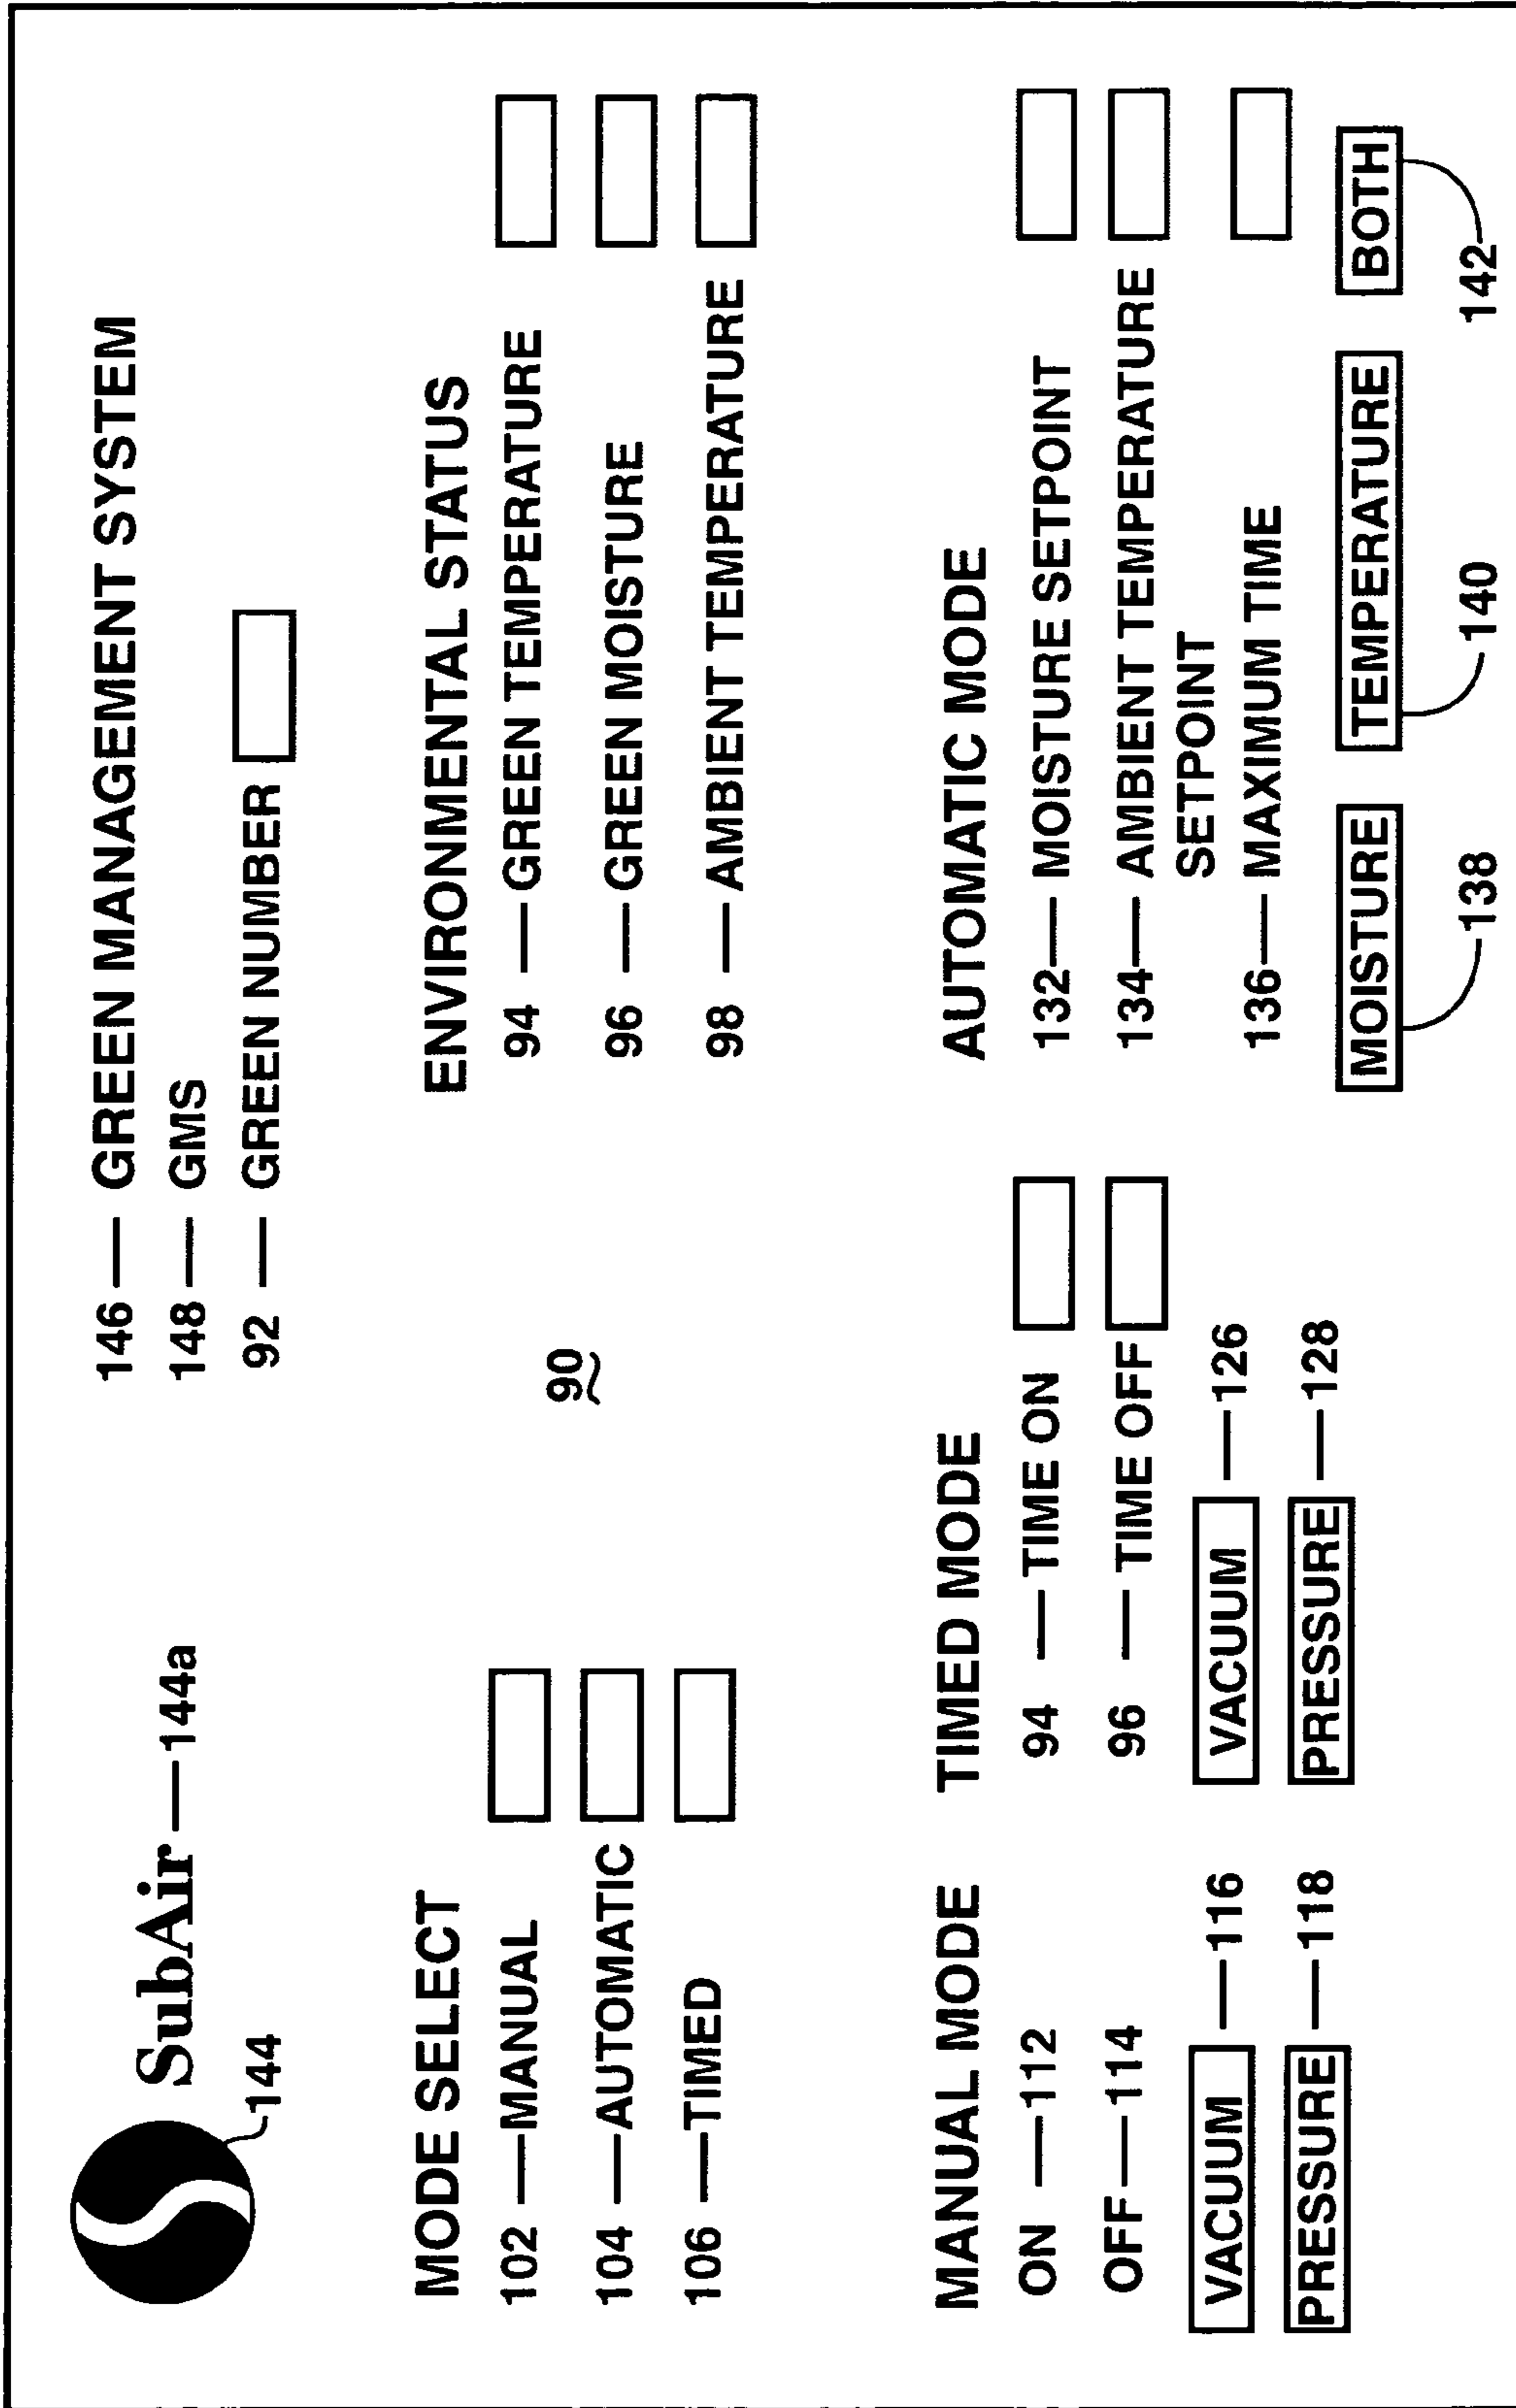 SubAir — 144a
144
146 — GREEN MANAGEMENT SYSTEM
148 — GMS
92 — GREEN NUMBER
90
MODE SELECT
102 — MANUAL
104 — AUTOMATIC
106 — TIMED
ENVIRONMENTAL STATUS
94 — GREEN TEMPERATURE
96 — GREEN MOISTURE
98 — AMBIENT TEMPERATURE
MANUAL MODE
ON — 112
OFF — 114
VACUUM — 116
PRESSURE — 118
TIMED MODE
94 — TIME ON
96 — TIME OFF
VACUUM — 126
PRESSURE — 128
AUTOMATIC MODE
132 — MOISTURE SETPOINT
134 — AMBIENT TEMPERATURE
SETPOINT
136 — MAXIMUM TIME
MOISTURE TEMPERATURE BOTH
138 140 142